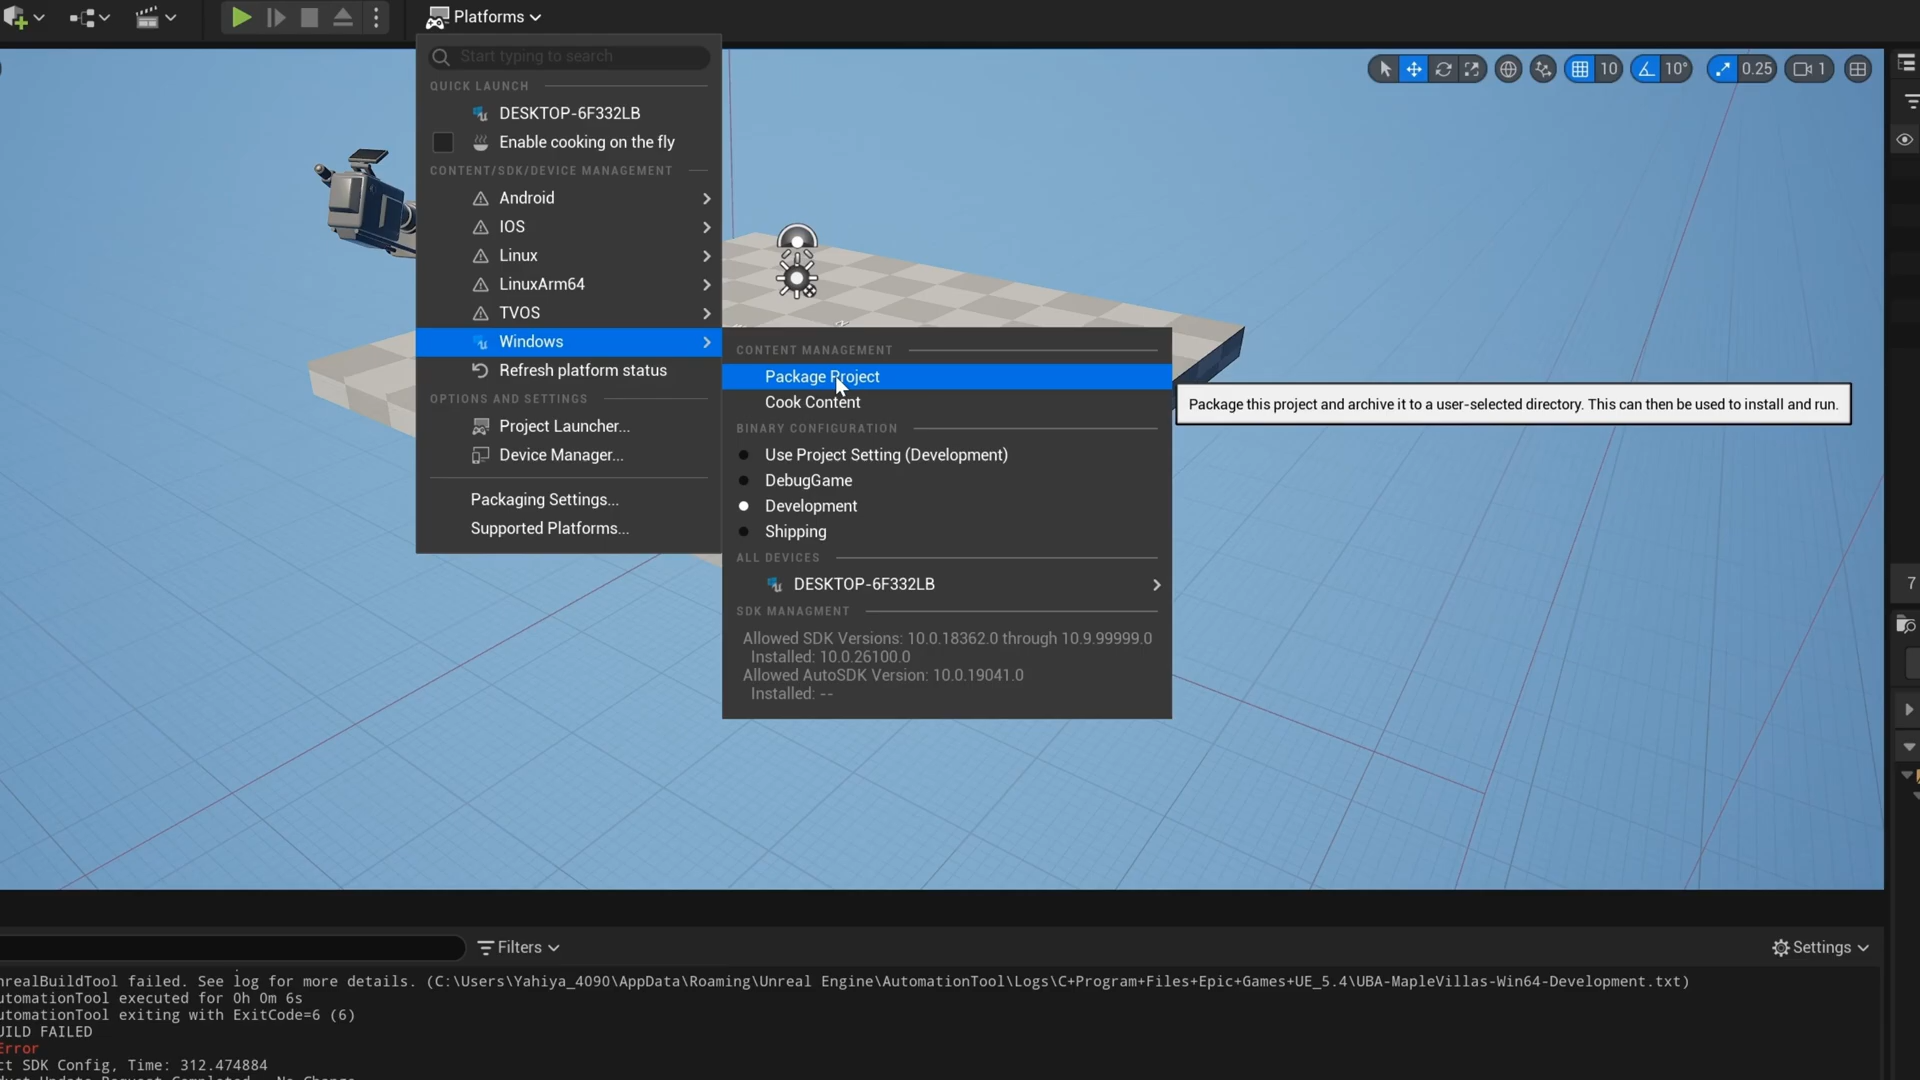 Platforms
Start typing to search
QUICK LAUNCH
DESKTOP-6F332LB
Enable cooking on the fly
CONTENT/SDK/DEVICE MANAGEMENT
Android
IOS
Linux
LinuxArm64
TVOS
Windows
Refresh platform status
OPTIONS AND SETTINGS
Project Launcher...
Device Manager...
Packaging Settings...
Supported Platforms...
CONTENT MANAGEMENT
Package Project
Cook Content
BINARY CONFIGURATION
Use Project Setting (Development)
DebugGame
Development
Shipping
ALL DEVICES
DESKTOP-6F332LB
SDK MANAGMENT
Allowed SDK Versions: 10.0.18362.0 through 10.9.99999.0
Installed: 10.0.26100.0
Allowed AutoSDK Version: 10.0.19041.0
Installed: --
Package this project and archive it to a user-selected directory. This can then be used to install and run.
10
10°
0.25
1
7
Filters
Settings
nrealBuildTool failed. See log for more details. (C:\Users\Yahiya_4090\AppData\Roaming\Unreal Engine\AutomationTool\Logs\C+Program+Files+Epic+Games+UE_5.4\UBA-MapleVillas-Win64-Development.txt)
utomationTool executed for 0h 0m 6s
utomationTool exiting with ExitCode=6 (6)
UILD FAILED
Error
ct SDK Config, Time: 312.474884